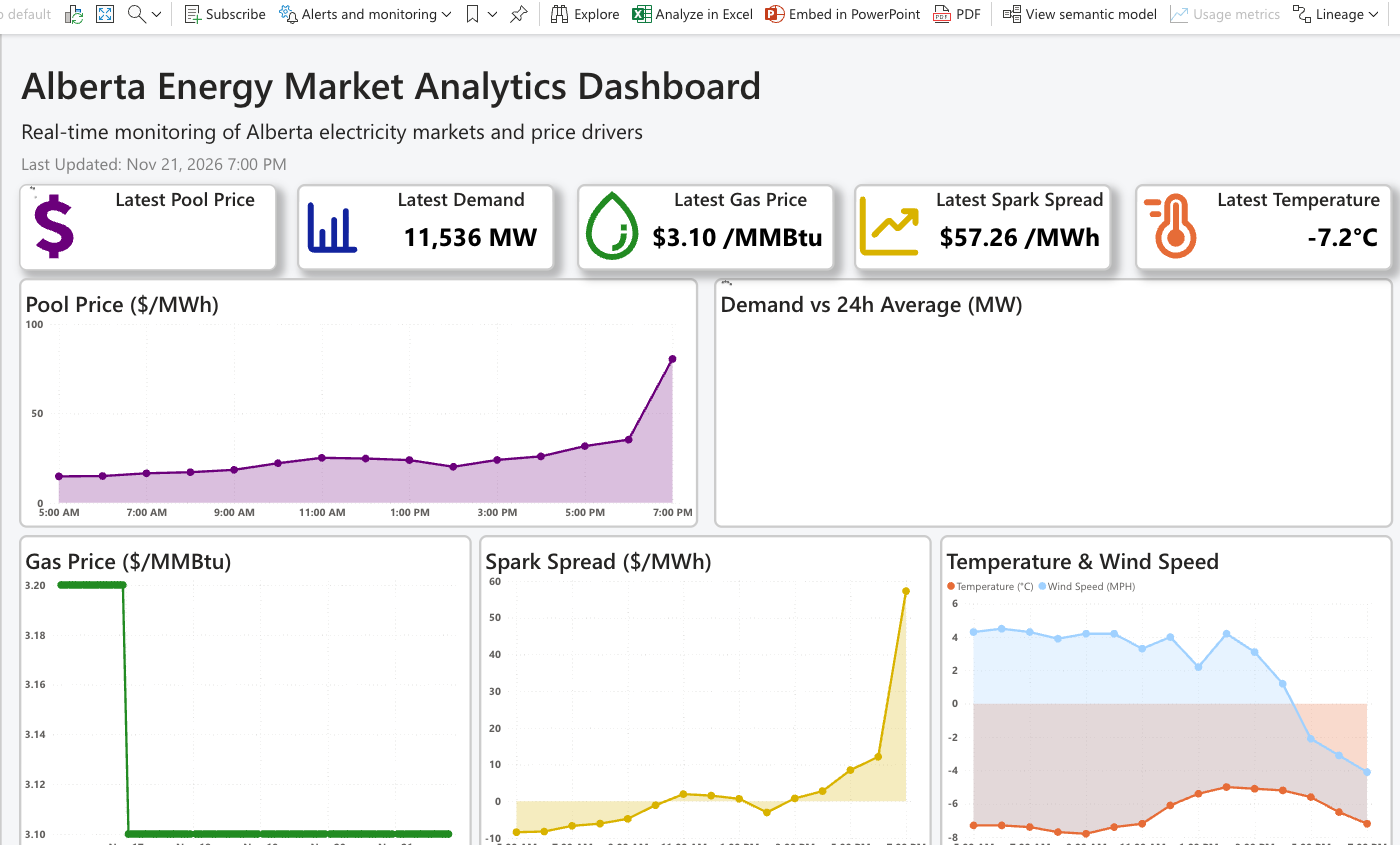 default
Subscribe
Alerts and monitoring
Explore
Analyze in Excel
Embed in PowerPoint
PDF
View semantic model
Usage metrics
Lineage
Alberta Energy Market Analytics Dashboard
Real-time monitoring of Alberta electricity markets and price drivers
Last Updated: Nov 21, 2026 7:00 PM
Latest Pool Price
Latest Demand
11,536 MW
Latest Gas Price
$3.10 /MMBtu
Latest Spark Spread
$57.26 /MWh
Latest Temperature
-7.2°C
Pool Price ($/MWh)
100
50
0
5:00 AM 7:00 AM 9:00 AM 11:00 AM 1:00 PM 3:00 PM 5:00 PM 7:00 PM
Demand vs 24h Average (MW)
Gas Price ($/MMBtu)
3.20
3.18
3.16
3.14
3.12
3.10
Spark Spread ($/MWh)
60
50
40
30
20
10
0
-10
Temperature & Wind Speed
Temperature (°C) Wind Speed (MPH)
6
4
2
0
-2
-4
-6
-8